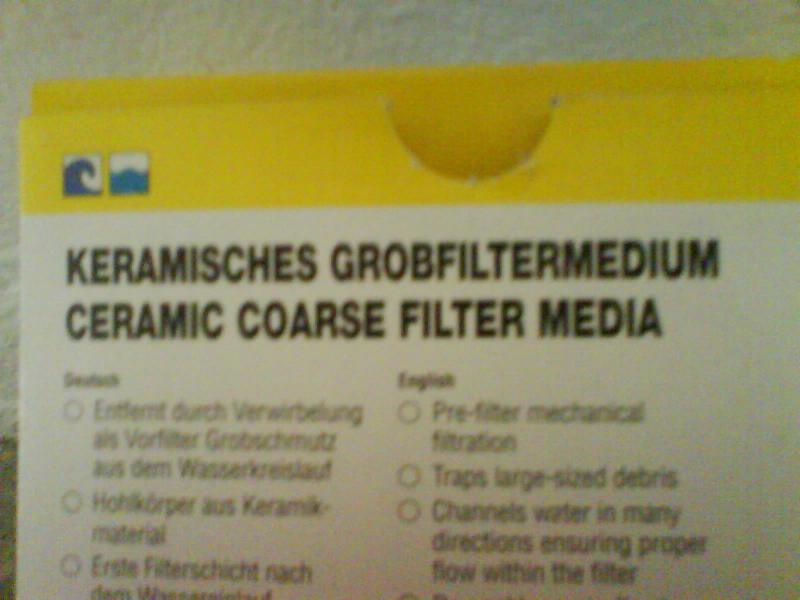 KERAMISCHES GROBFILTERMEDIUM
CERAMIC COARSE FILTER MEDIA
Deutsch
Entfernt durch Verwirbelung
als Vorfilter Grobschmutz
aus dem Wasserkreislauf
Hohlkörper aus Keramik-
material
Erste Filterschicht nach
dem Wassereinlauf
English
Pre-filter mechanical
filtration
Traps large-sized debris
Channels water in many
directions ensuring proper
flow within the filter